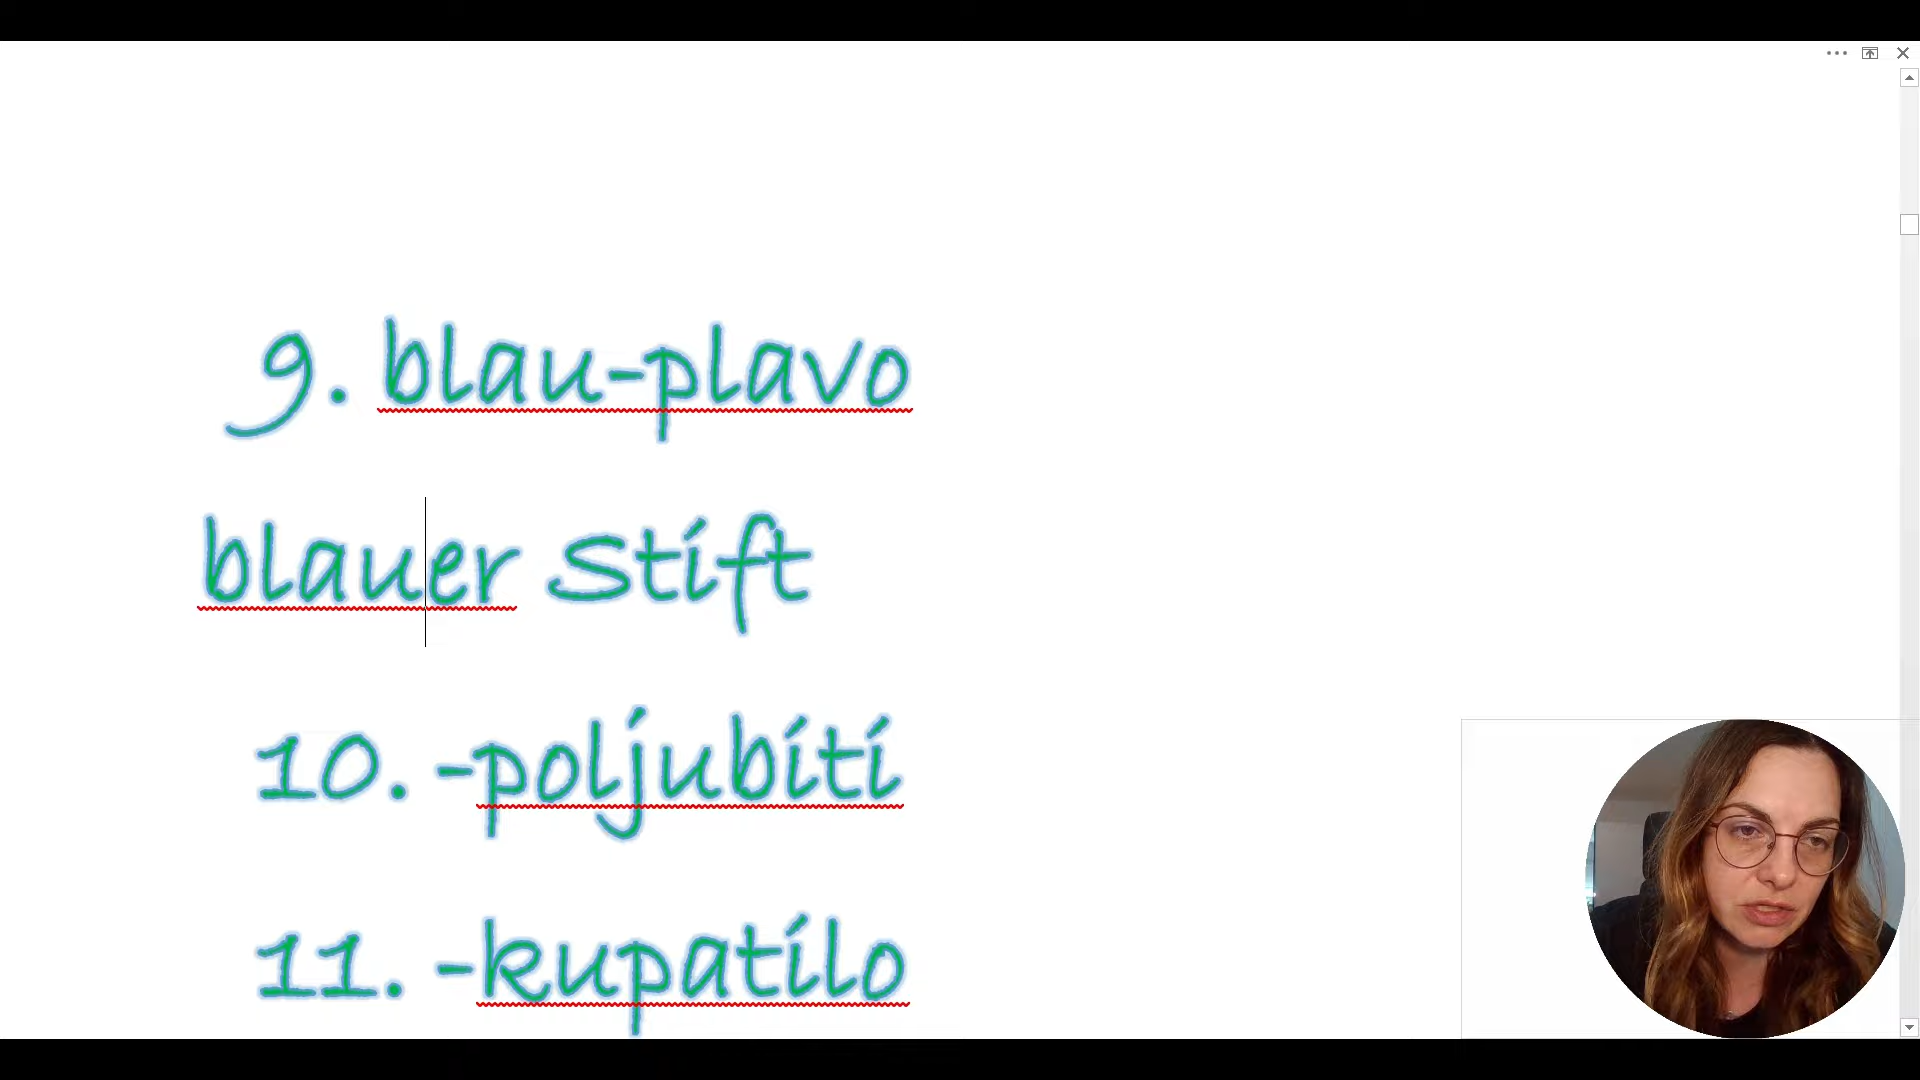 9. blau-plavo
blauer Stift
10. -poljubiti
11. -kupatilo